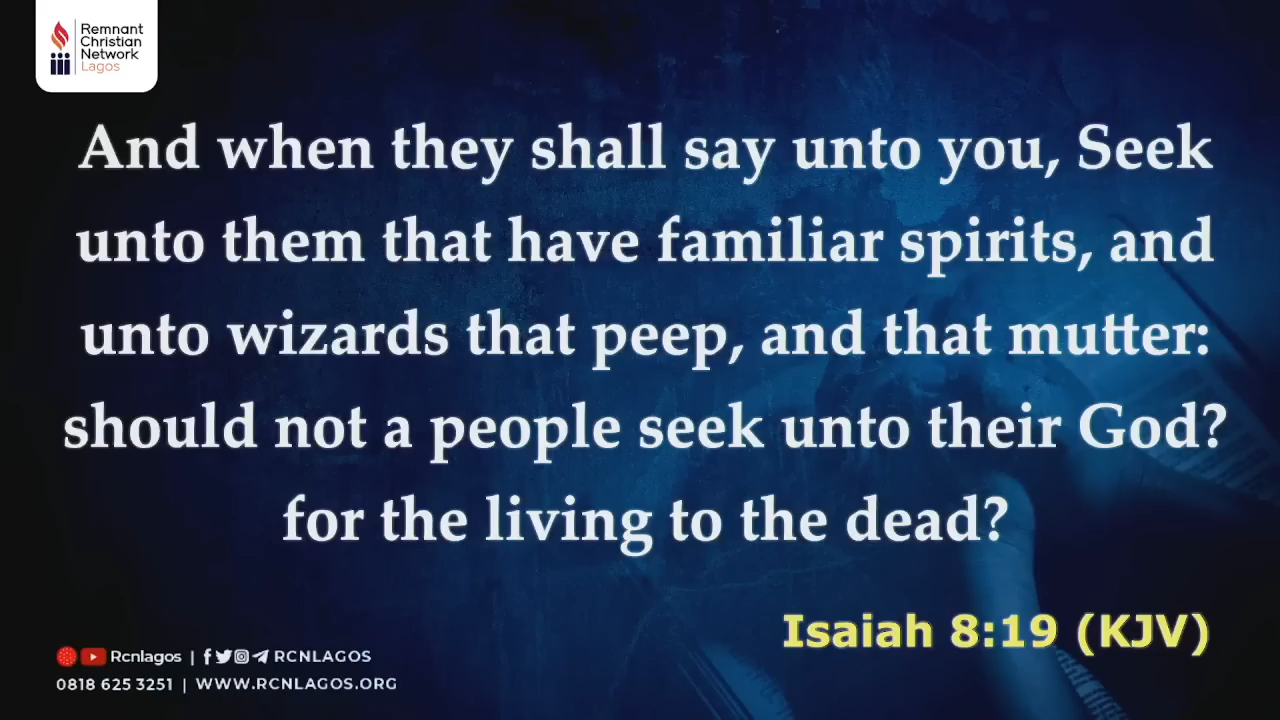 Remnant
Christian
Network
Lagos
And when they shall say unto you, Seek
unto them that have familiar spirits, and
unto wizards that peep, and that mutter:
should not a people seek unto their God?
for the living to the dead?
Isaiah 8:19 (KJV)
Rcnlagos | RCNLAGOS
0818 625 3251 | WWW.RCNLAGOS.ORG